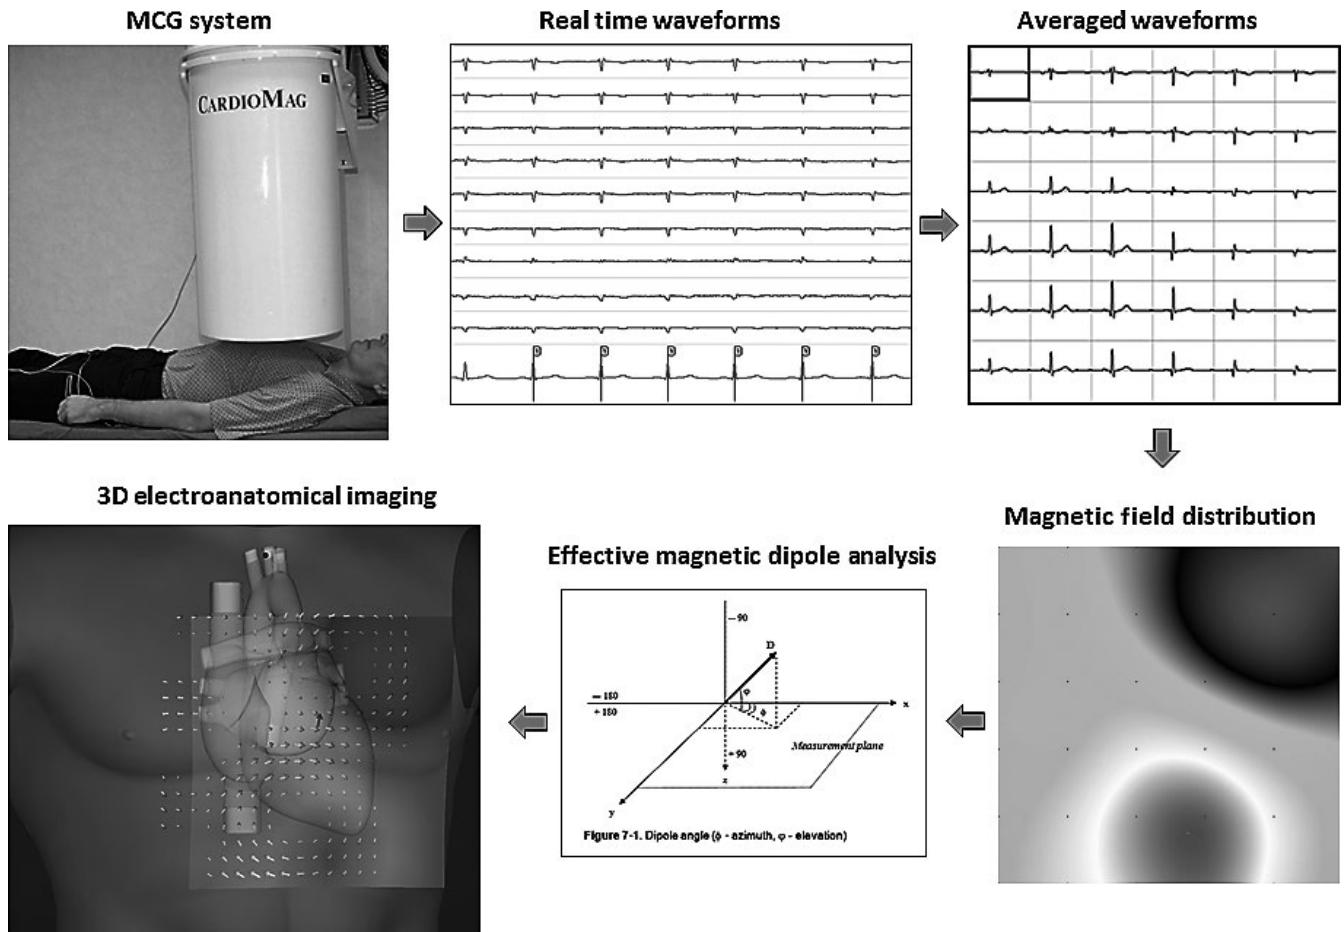 MCG system
Real time waveforms
Averaged waveforms
CARDIOMAG
3D electroanatomical imaging
Magnetic field distribution
Effective magnetic dipole analysis
— 90
D
φ
— 180
+ 180
ϕ
x
Measurement plane
+ 90
z
y
Figure 7-1. Dipole angle (ϕ - azimuth, φ - elevation)